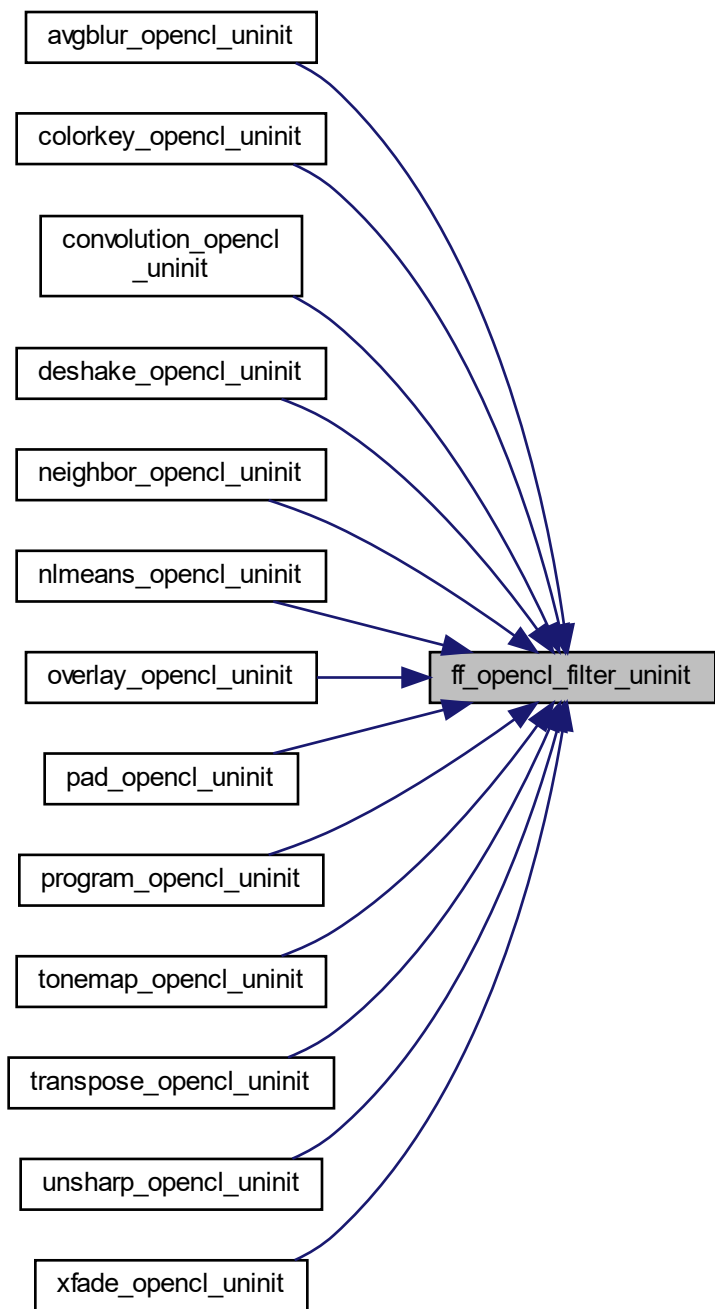 avgblur_opencl_uninit
colorkey_opencl_uninit
convolution_opencl
_uninit
deshake_opencl_uninit
neighbor_opencl_uninit
nlmeans_opencl_uninit
overlay_opencl_uninit
ff_opencl_filter_uninit
pad_opencl_uninit
program_opencl_uninit
tonemap_opencl_uninit
transpose_opencl_uninit
unsharp_opencl_uninit
xfade_opencl_uninit